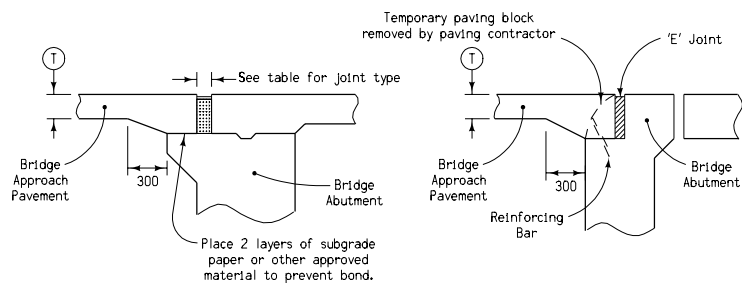 T
See table for joint type
Bridge
Approach
Pavement
300
Bridge
Abutment
Place 2 layers of subgrade
paper or other approved
material to prevent bond.
Temporary paving block
removed by paving contractor
'E' Joint
T
Bridge
Approach
Pavement
300
Reinforcing
Bar
Bridge
Abutment